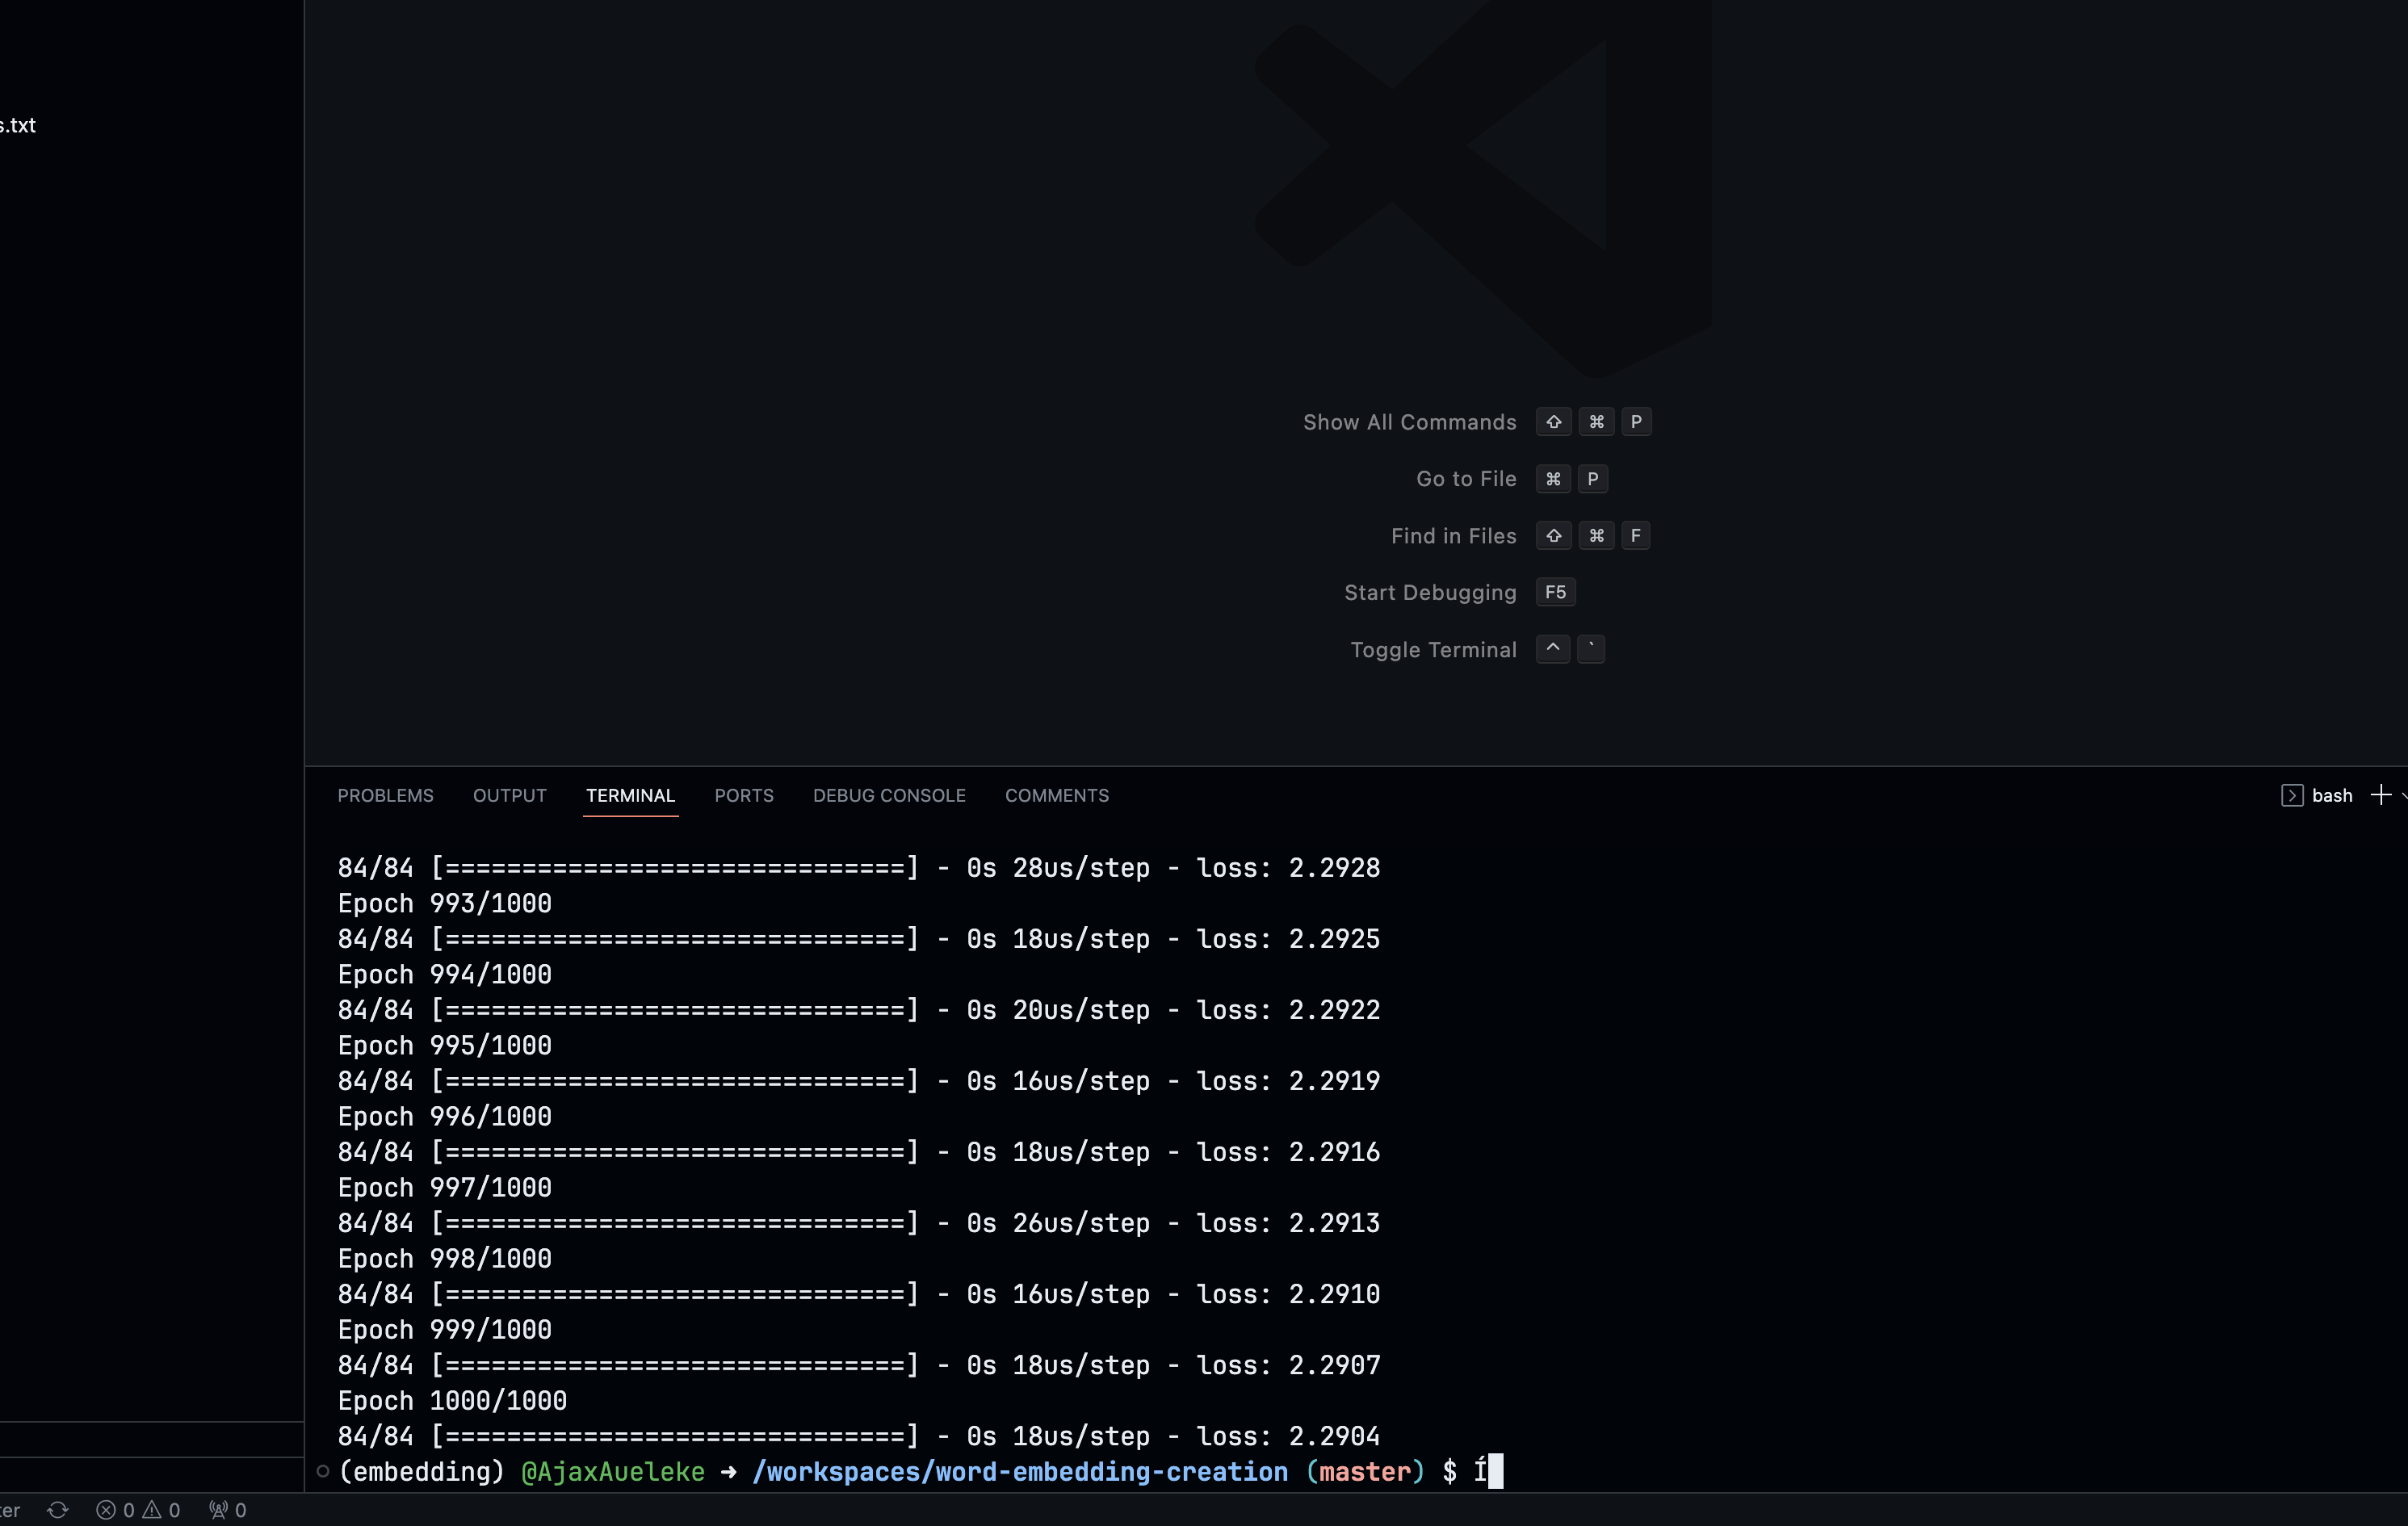 s.txt
Show All Commands ⇧ ⌘ P
Go to File ⌘ P
Find in Files ⇧ ⌘ F
Start Debugging F5
Toggle Terminal ^ `
PROBLEMS OUTPUT TERMINAL PORTS DEBUG CONSOLE COMMENTS bash
84/84 [==============================] - 0s 28us/step - loss: 2.2928
Epoch 993/1000
84/84 [==============================] - 0s 18us/step - loss: 2.2925
Epoch 994/1000
84/84 [==============================] - 0s 20us/step - loss: 2.2922
Epoch 995/1000
84/84 [==============================] - 0s 16us/step - loss: 2.2919
Epoch 996/1000
84/84 [==============================] - 0s 18us/step - loss: 2.2916
Epoch 997/1000
84/84 [==============================] - 0s 26us/step - loss: 2.2913
Epoch 998/1000
84/84 [==============================] - 0s 16us/step - loss: 2.2910
Epoch 999/1000
84/84 [==============================] - 0s 18us/step - loss: 2.2907
Epoch 1000/1000
84/84 [==============================] - 0s 18us/step - loss: 2.2904
(embedding) @AjaxAueleke ➜ /workspaces/word-embedding-creation (master) $ Í
ter 0 0 0